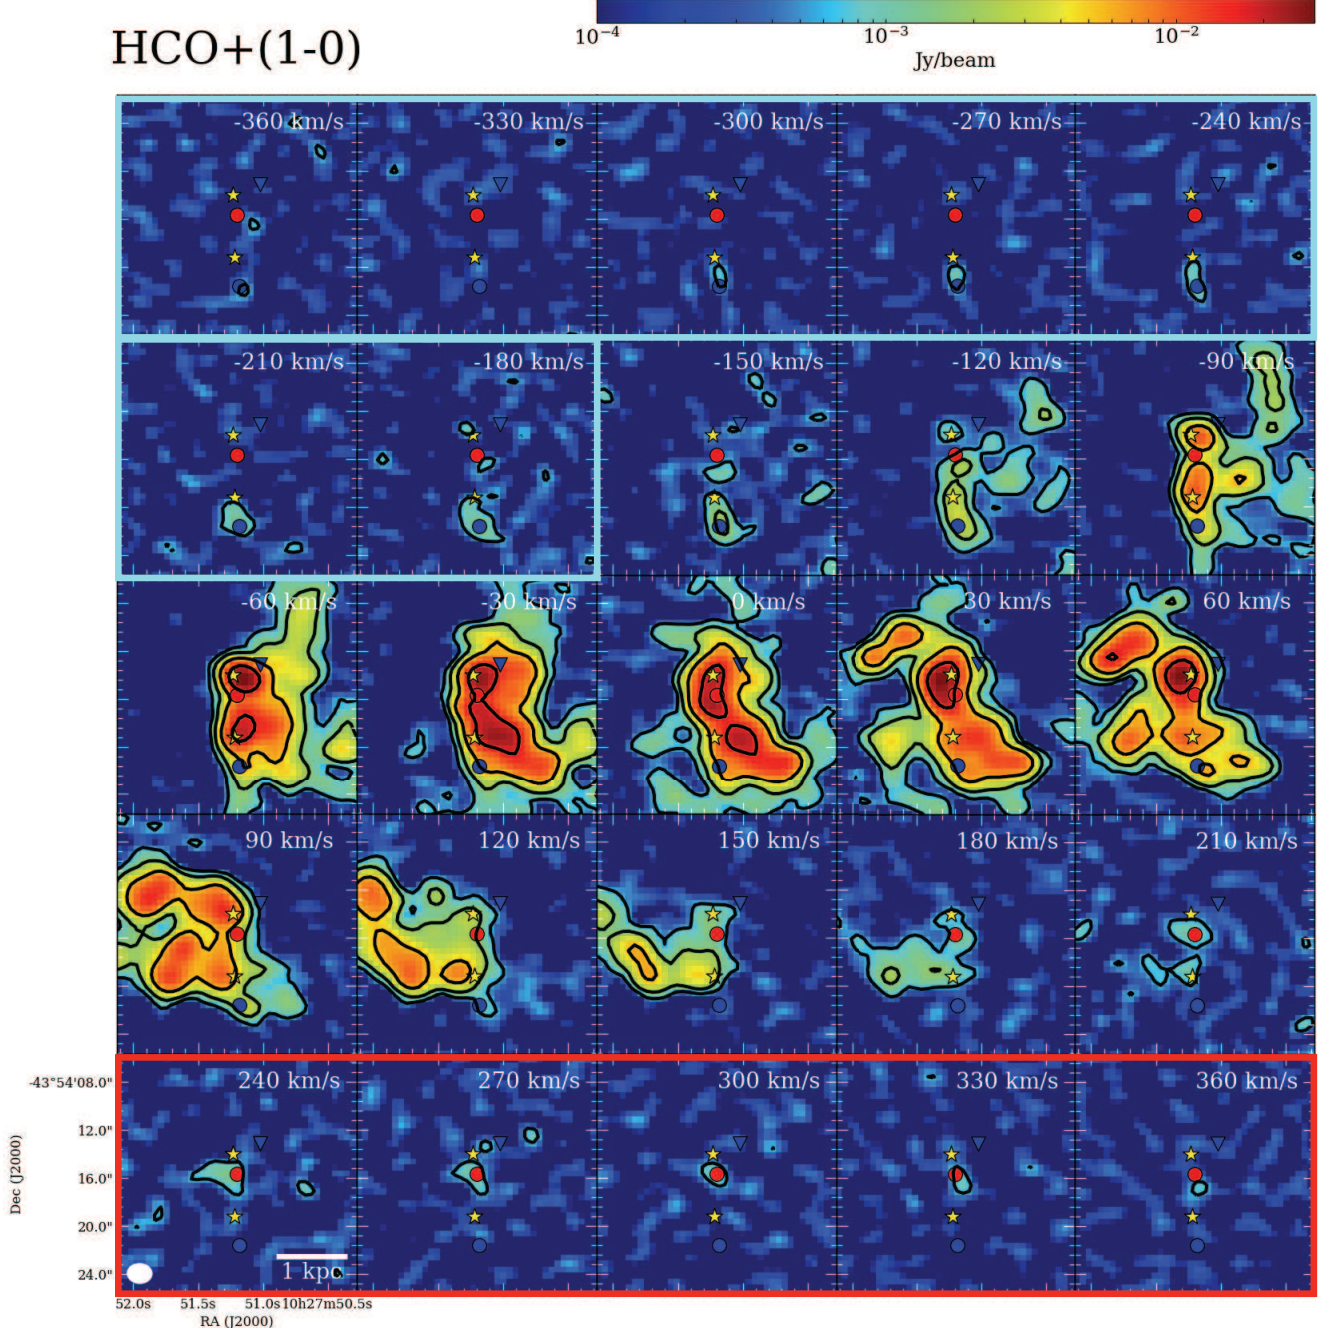 HCO+(1-0)
10⁻⁴ 10⁻³ 10⁻²
Jy/beam
-360 km/s -330 km/s -300 km/s -270 km/s -240 km/s
-210 km/s -180 km/s -150 km/s -120 km/s -90 km/s
-60 km/s -30 km/s 0 km/s 30 km/s 60 km/s
90 km/s 120 km/s 150 km/s 180 km/s 210 km/s
240 km/s 270 km/s 300 km/s 330 km/s 360 km/s
-43°54'08.0"
12.0"
16.0"
20.0"
24.0"
Dec (J2000)
1 kpc
52.0s 51.5s 51.0s 10h27m50.5s
RA (J2000)